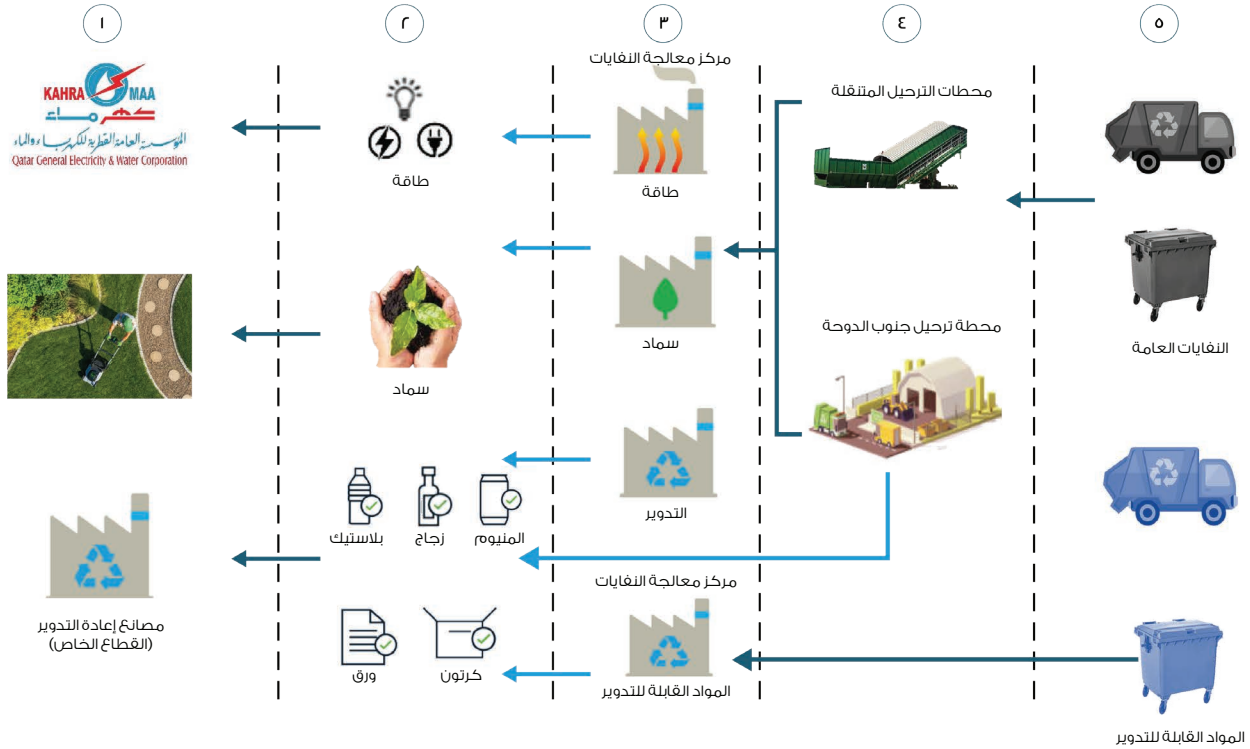 ٥
٤
٣
٢
١
النفايات العامة
المواد القابلة للتدوير
محطات الترحيل المتنقلة
محطة ترحيل جنوب الدوحة
مركز معالجة النفايات
طاقة
سماد
التدوير
مركز معالجة النفايات
المواد القابلة للتدوير
طاقة
سماد
المنيوم
زجاج
بلاستيك
كرتون
ورق
KAHRA MAA
كهرماء
المؤسسة العامة القطرية للكهرباء والماء
Qatar General Electricity & Water Corporation
مصانع إعادة التدوير
(القطاع الخاص)